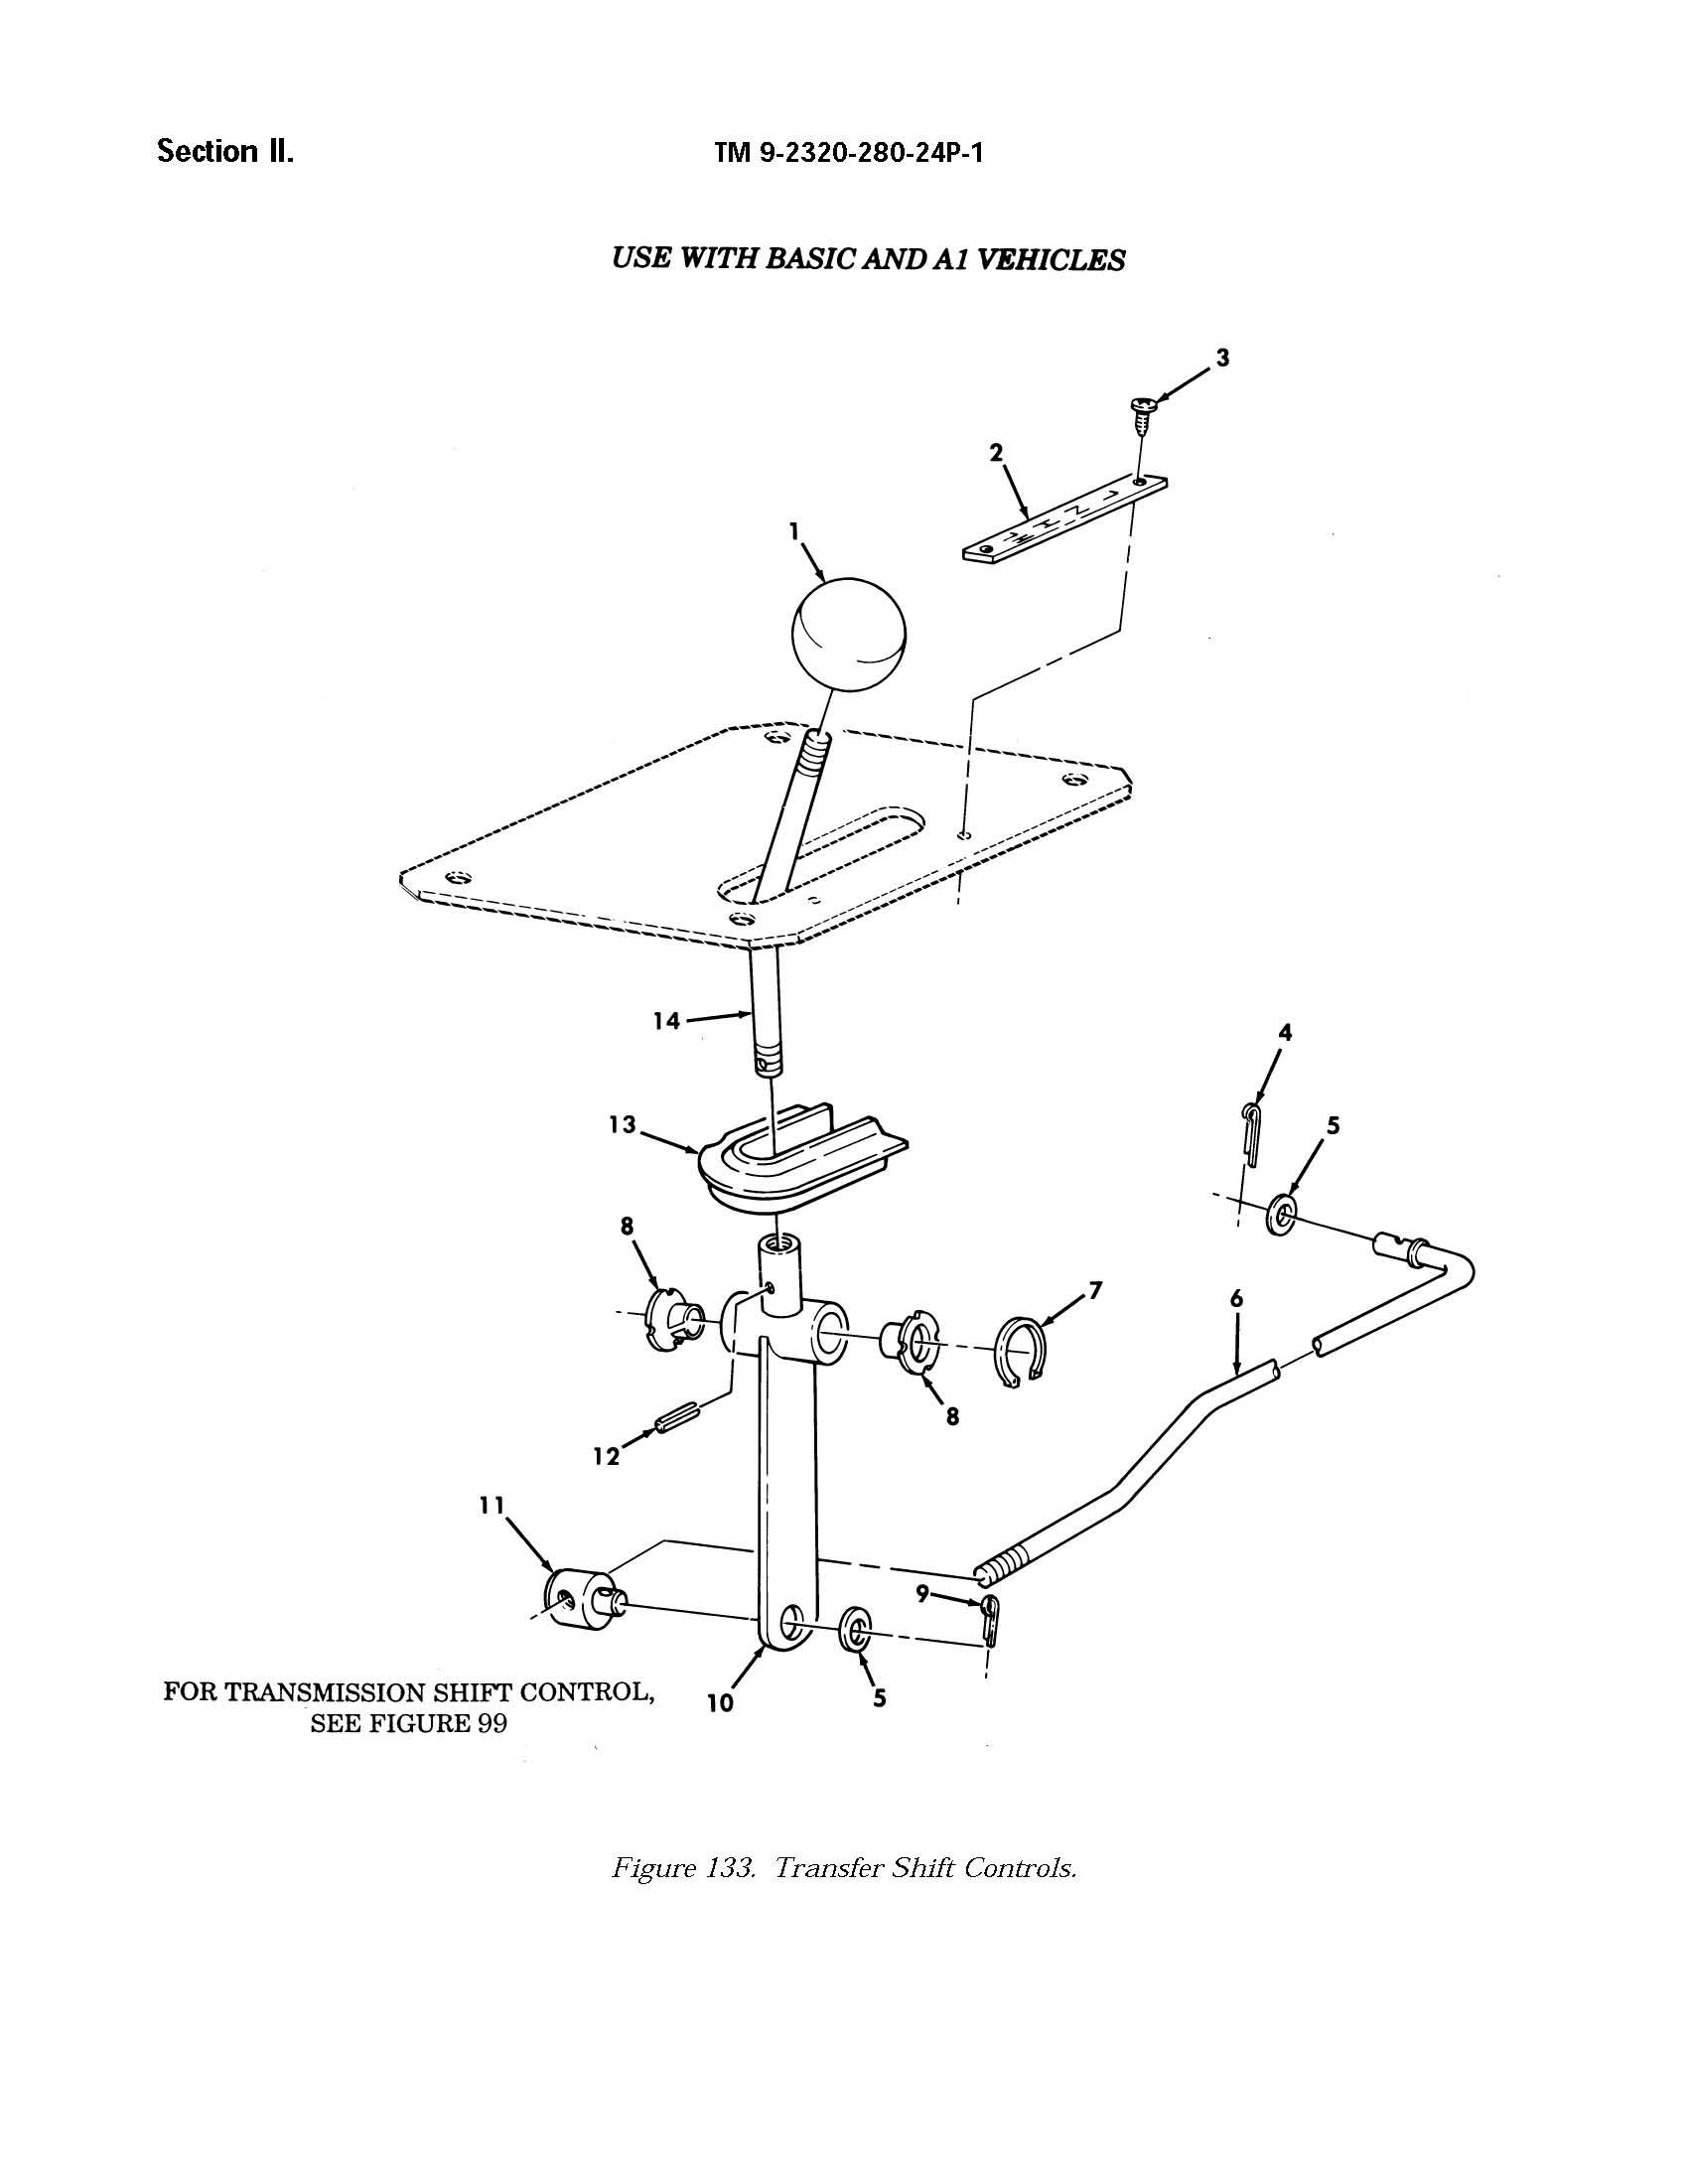 Section II.
TM 9-2320-280-24P-1
USE WITH BASIC AND A1 VEHICLES
3
2
1
14
4
13
5
8
7
6
8
12
11
9
10
5
FOR TRANSMISSION SHIFT CONTROL,
SEE FIGURE 99
Figure 133. Transfer Shift Controls.